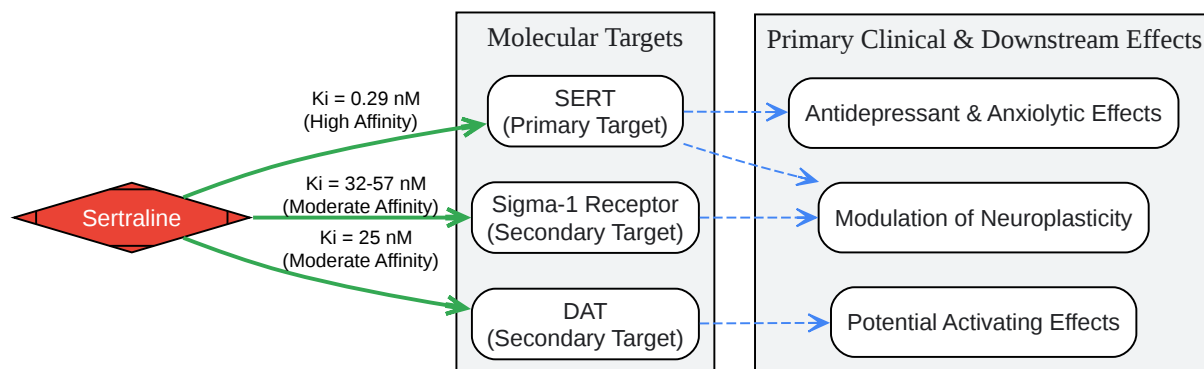 Molecular Targets
Primary Clinical & Downstream Effects
Ki = 0.29 nM
(High Affinity)
SERT
(Primary Target)
Antidepressant & Anxiolytic Effects
Sertraline
Ki = 32-57 nM
(Moderate Affinity)
Sigma-1 Receptor
(Secondary Target)
Modulation of Neuroplasticity
Ki = 25 nM
(Moderate Affinity)
DAT
(Secondary Target)
Potential Activating Effects